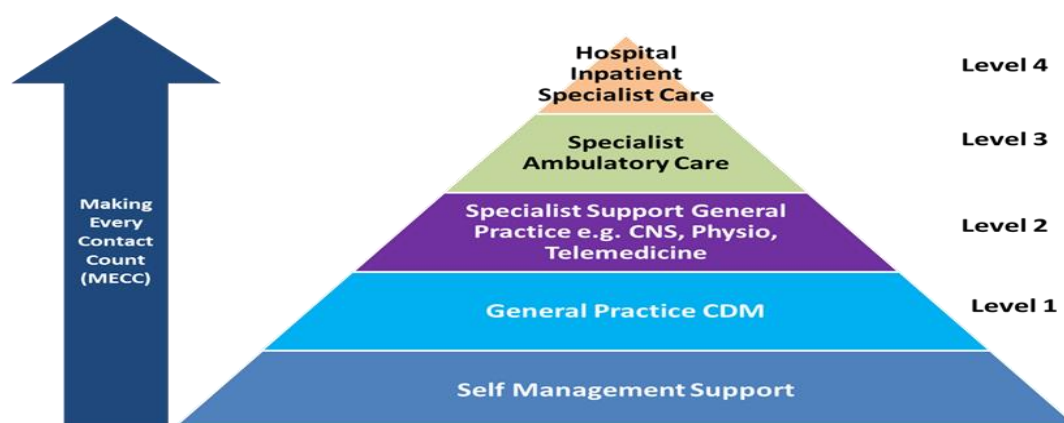 Hospital
Inpatient
Specialist Care
Level 4
Specialist
Ambulatory Care
Level 3
Making
Every
Contact
Count
(MECC)
Specialist Support General
Practice e.g. CNS, Physio,
Telemedicine
Level 2
General Practice CDM
Level 1
Self Management Support